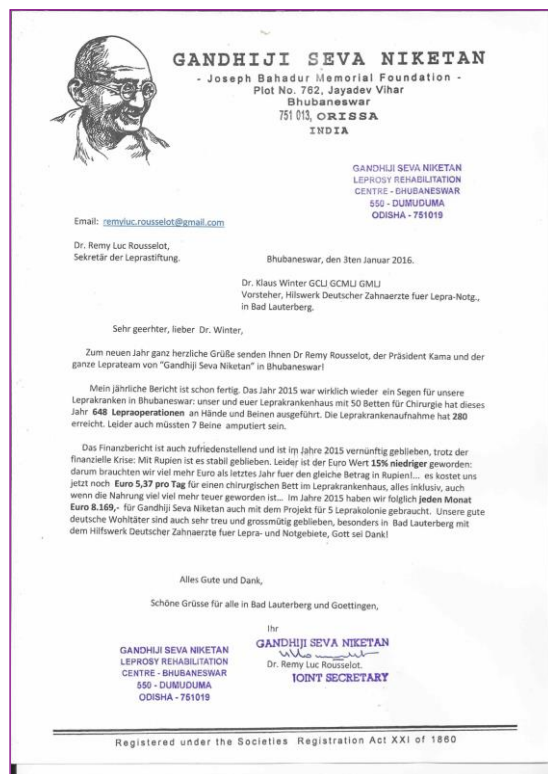 GANDHIJI SEVA NIKETAN
- Joseph Bahadur Memorial Foundation -
Plot No. 762, Jayadev Vihar
Bhubaneswar
751 013, ORISSA
INDIA
GANDHIJI SEVA NIKETAN
LEPROSY REHABILITATION
CENTRE - BHUBANESWAR
550 - DUMUDUMA
ODISHA - 751019
Email: remyluc.rousselot@gmail.com
Dr. Remy Luc Rousselot,
Sekretär der Leprastiftung.
Bhubaneswar, den 3ten Januar 2016.
Dr. Klaus Winter GCLJ GCMLJ GMLJ
Vorsteher, Hilswerk Deutscher Zahnaerzte fuer Lepra-Notg.,
in Bad Lauterberg.
Sehr geerhter, lieber Dr. Winter,
Zum neuen Jahr ganz herzliche Grüße senden Ihnen Dr Remy Rousselot, der Präsident Kama und der
ganze Leprateam von "Gandhiji Seva Niketan" in Bhubaneswar!
Mein jährliche Bericht ist schon fertig. Das Jahr 2015 war wirklich wieder ein Segen für unsere
Leprakranken in Bhubaneswar: unser und euer Leprakrankenhaus mit 50 Betten für Chirurgie hat dieses
Jahr 648 Lepraoperationen an Hände und Beinen ausgeführt. Die Leprakrankenaufnahme hat 280
erreicht. Leider auch müssten 7 Beine amputiert sein.
Das Finanzbericht ist auch zufriedenstellend und ist im Jahre 2015 vernünftig geblieben, trotz der
finanzielle Krise: Mit Rupien ist es stabil geblieben. Leider ist der Euro Wert 15% niedriger geworden:
darum brauchten wir viel mehr Euro als letztes Jahr fuer den gleiche Betrag in Rupien!... es kostet uns
jetzt noch Euro 5,37 pro Tag für einen chirurgischen Bett im Leprakrankenhaus, alles inklusiv, auch
wenn die Nahrung viel viel mehr teuer geworden ist... Im Jahre 2015 haben wir folglich jeden Monat
Euro 8.169,- für Gandhiji Seva Niketan auch mit dem Projekt für 5 Leprakolonie gebraucht. Unsere gute
deutsche Wohltäter sind auch sehr treu und grossmütig geblieben, besonders in Bad Lauterberg mit
dem Hilfswerk Deutscher Zahnaerzte fuer Lepra- und Notgebiete, Gott sei Dank!
Alles Gute und Dank,
Schöne Grüsse für alle in Bad Lauterberg und Goettingen,
Ihr
GANDHIJI SEVA NIKETAN
Dr. Remy Luc Rousselot.
JOINT SECRETARY
GANDHIJI SEVA NIKETAN
LEPROSY REHABILITATION
CENTRE - BHUBANESWAR
550 - DUMUDUMA
ODISHA - 751019
Registered under the Societies Registration Act XXI of 1860